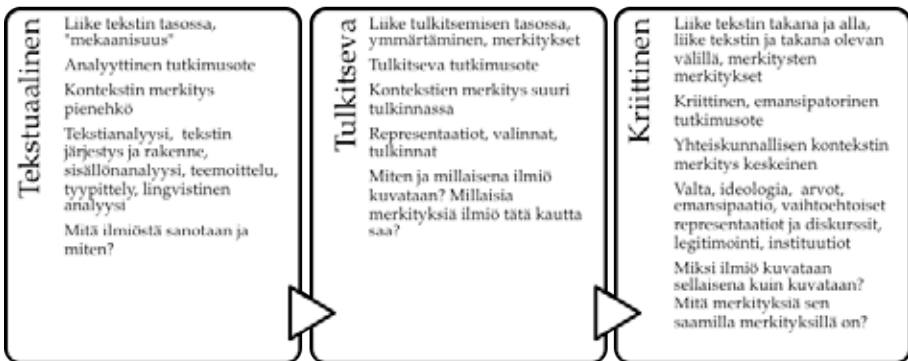 Tekstuaalinen
Liike tekstin tasossa,
"mekaanisuus"
Analyyttinen tutkimusote
Kontekstin merkitys
pienehkö
Tekstianalyysi, tekstin
järjestys ja rakenne,
sisällönanalyysi, teemoittelu,
tyypittely, lingvistinen
analyysi
Mitä ilmiöstä sanotaan ja
miten?
Tulkitseva
Liike tulkitsemisen tasossa,
ymmärtäminen, merkitykset
Tulkitseva tutkimusote
Kontekstien merkitys suuri
tulkinnassa
Representaatiot, valinnat,
tulkinnat
Miten ja millaisena ilmiö
kuvataan? Millaisia
merkityksiä ilmiö tätä kautta
saa?
Kriittinen
Liike tekstin takana ja alla,
liike tekstin ja takana olevan
välillä, merkitysten
merkitykset
Kriittinen, emansipatorinen
tutkimusote
Yhteiskunnallisen kontekstin
merkitys keskeinen
Valta, ideologia, arvot,
emansipaatio, vaihtoehtoiset
representaatiot ja diskurssit,
legitimointi, instituutiot
Miksi ilmiö kuvataan
sellaisena kuin kuvataan?
Mitä merkityksiä sen
saamilla merkityksillä on?